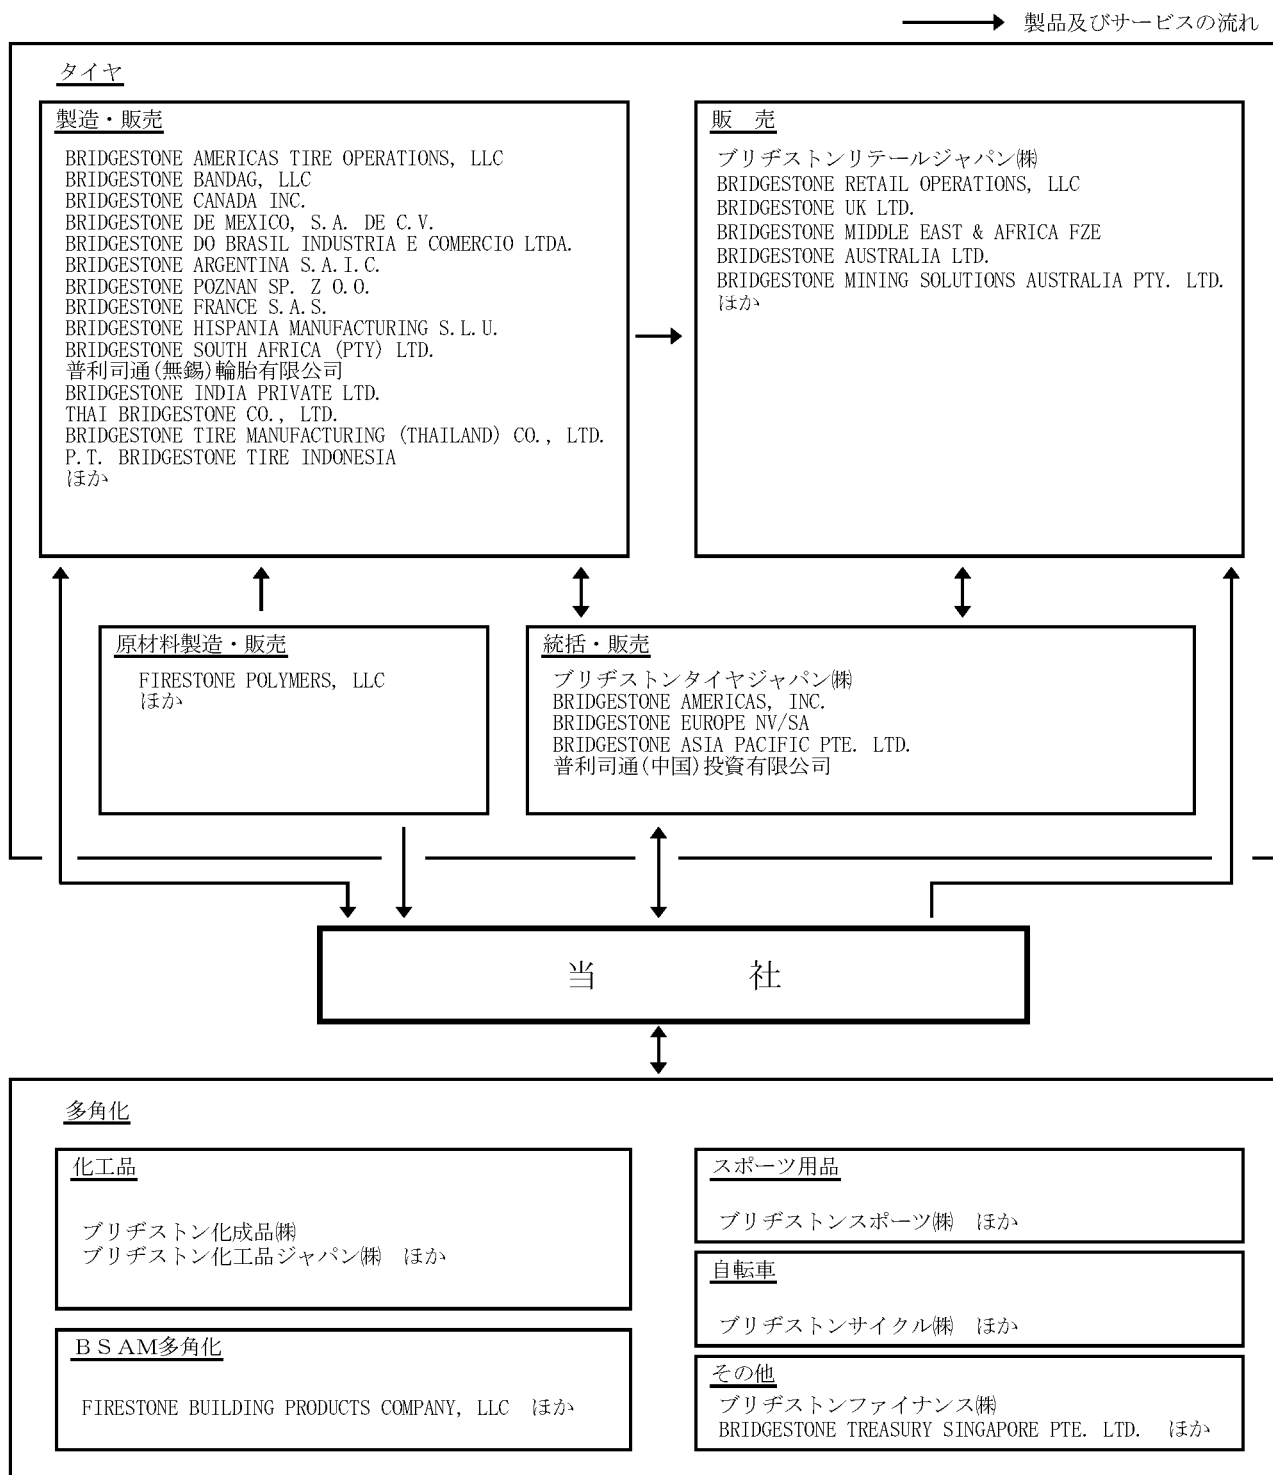 製品及びサービスの流れ
タイヤ
製造・販売
BRIDGESTONE AMERICAS TIRE OPERATIONS, LLC
BRIDGESTONE BANDAG, LLC
BRIDGESTONE CANADA INC.
BRIDGESTONE DE MEXICO, S.A. DE C.V.
BRIDGESTONE DO BRASIL INDUSTRIA E COMERCIO LTDA.
BRIDGESTONE ARGENTINA S.A.I.C.
BRIDGESTONE POZNAN SP. Z O.O.
BRIDGESTONE FRANCE S.A.S.
BRIDGESTONE HISPANIA MANUFACTURING S.L.U.
BRIDGESTONE SOUTH AFRICA (PTY) LTD.
普利司通(無錫)輪胎有限公司
BRIDGESTONE INDIA PRIVATE LTD.
THAI BRIDGESTONE CO., LTD.
BRIDGESTONE TIRE MANUFACTURING (THAILAND) CO., LTD.
P.T. BRIDGESTONE TIRE INDONESIA
ほか
販　売
ブリヂストンリテールジャパン㈱
BRIDGESTONE RETAIL OPERATIONS, LLC
BRIDGESTONE UK LTD.
BRIDGESTONE MIDDLE EAST & AFRICA FZE
BRIDGESTONE AUSTRALIA LTD.
BRIDGESTONE MINING SOLUTIONS AUSTRALIA PTY. LTD.
ほか
原材料製造・販売
FIRESTONE POLYMERS, LLC
ほか
統括・販売
ブリヂストンタイヤジャパン㈱
BRIDGESTONE AMERICAS, INC.
BRIDGESTONE EUROPE NV/SA
BRIDGESTONE ASIA PACIFIC PTE. LTD.
普利司通(中国)投資有限公司
当　　　　社
多角化
化工品
ブリヂストン化成品㈱
ブリヂストン化工品ジャパン㈱　ほか
ＢＳＡＭ多角化
FIRESTONE BUILDING PRODUCTS COMPANY, LLC　ほか
スポーツ用品
ブリヂストンスポーツ㈱　ほか
自転車
ブリヂストンサイクル㈱　ほか
その他
ブリヂストンファイナンス㈱
BRIDGESTONE TREASURY SINGAPORE PTE. LTD.　ほか